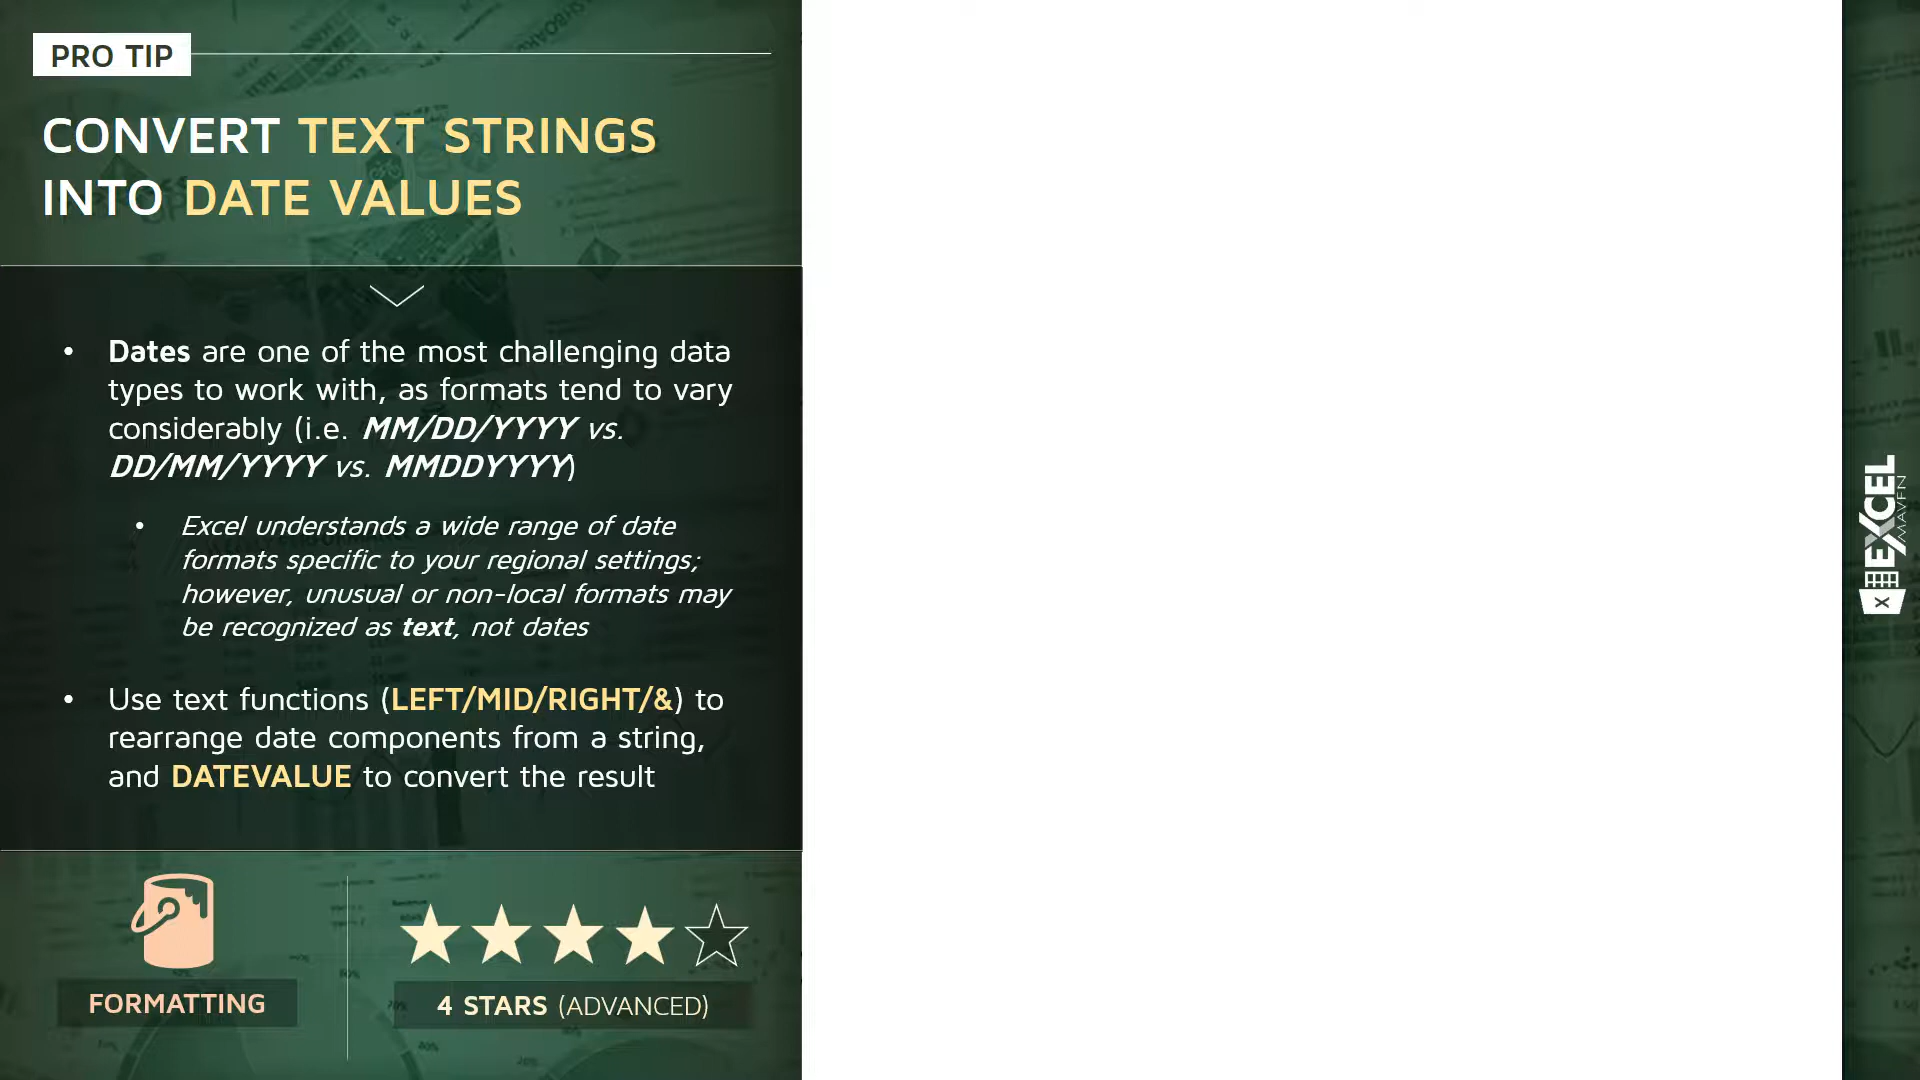 PRO TIP
CONVERT TEXT STRINGS
INTO DATE VALUES
• Dates are one of the most challenging data
types to work with, as formats tend to vary
considerably (i.e. MM/DD/YYYY vs.
DD/MM/YYYY vs. MMDDYYYY)
• Excel understands a wide range of date
formats specific to your regional settings;
however, unusual or non-local formats may
be recognized as text, not dates
• Use text functions (LEFT/MID/RIGHT/&) to
rearrange date components from a string,
and DATEVALUE to convert the result
FORMATTING
4 STARS (ADVANCED)
EXCEL
MAVEN
X